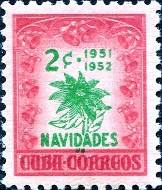 2¢· 1951
1952
NAVIDADES
CUBA·CORREOS